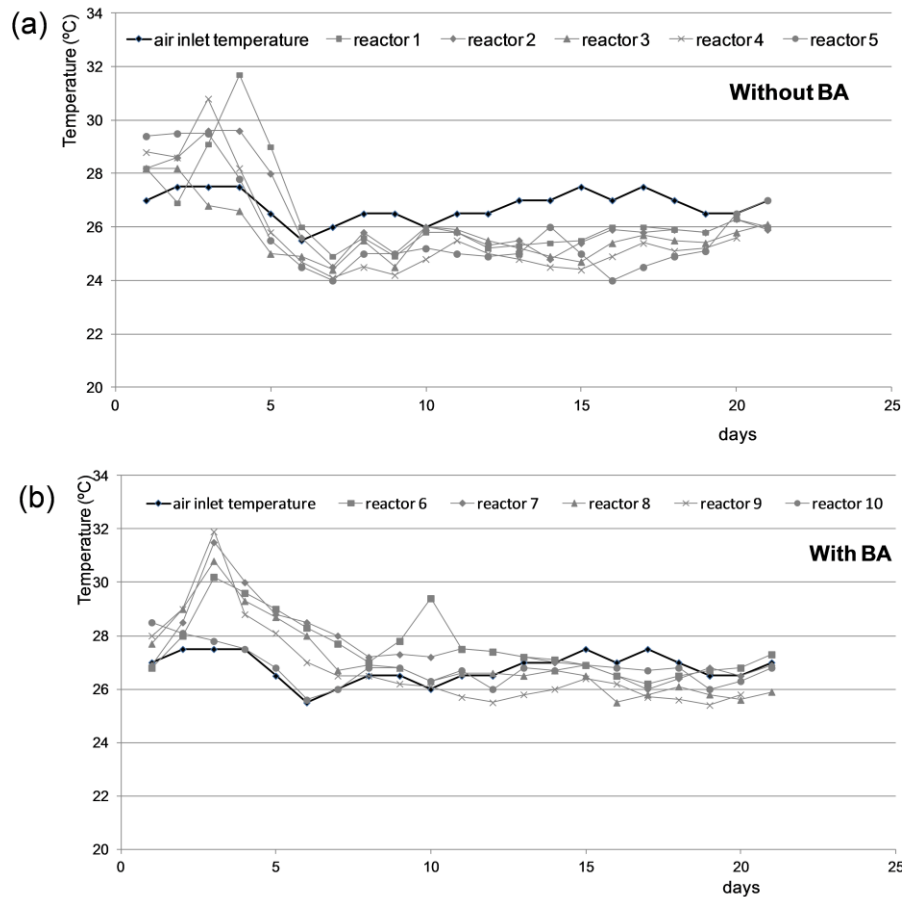 (a)
Temperature (ºC)
34
32
30
28
26
24
22
20
air inlet temperature reactor 1 reactor 2 reactor 3 reactor 4 reactor 5
Without BA
0 5 10 15 20 25
days
(b)
Temperature (ºC)
34
32
30
28
26
24
22
20
air inlet temperature reactor 6 reactor 7 reactor 8 reactor 9 reactor 10
With BA
0 5 10 15 20 25
days